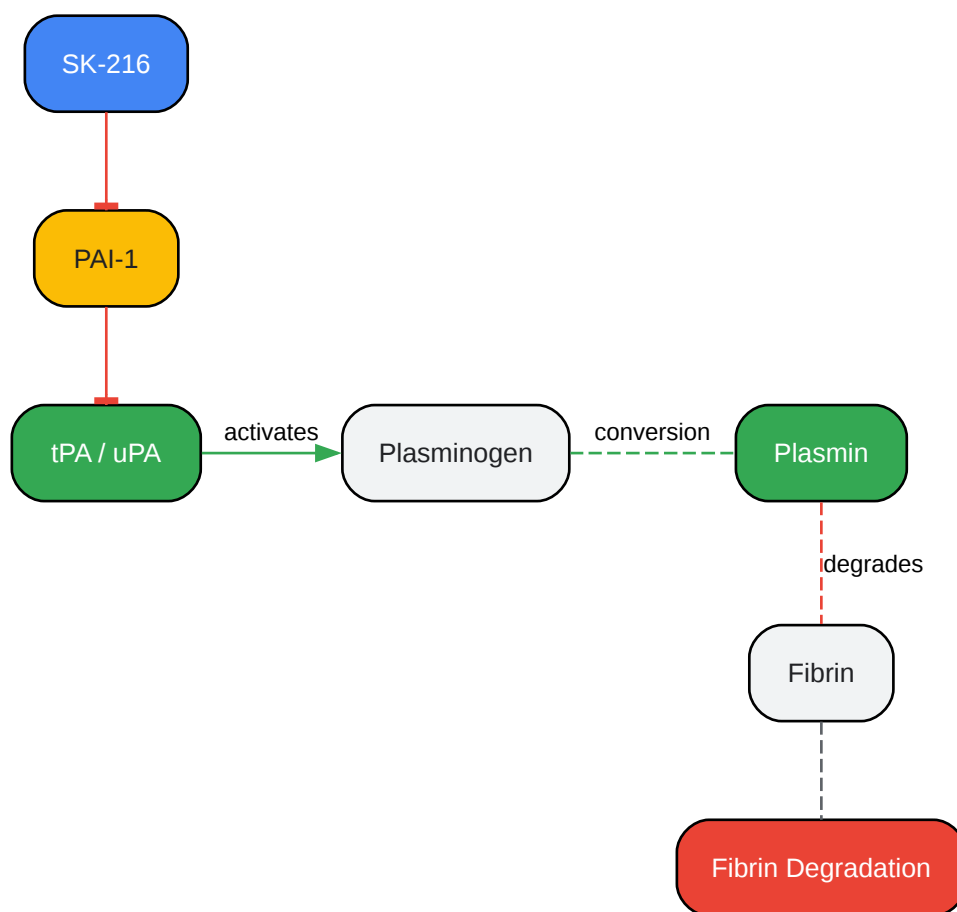 SK-216
PAI-1
tPA / uPA
activates
Plasminogen
conversion
Plasmin
degrades
Fibrin
Fibrin Degradation